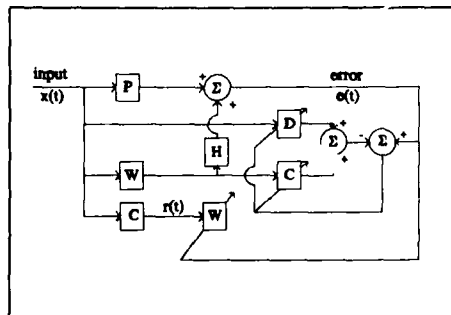 input
x(t)
P
+
Σ
+
error
e(t)
D
+
Σ
+
-
Σ
+
H
W
C
C
r(t)
W